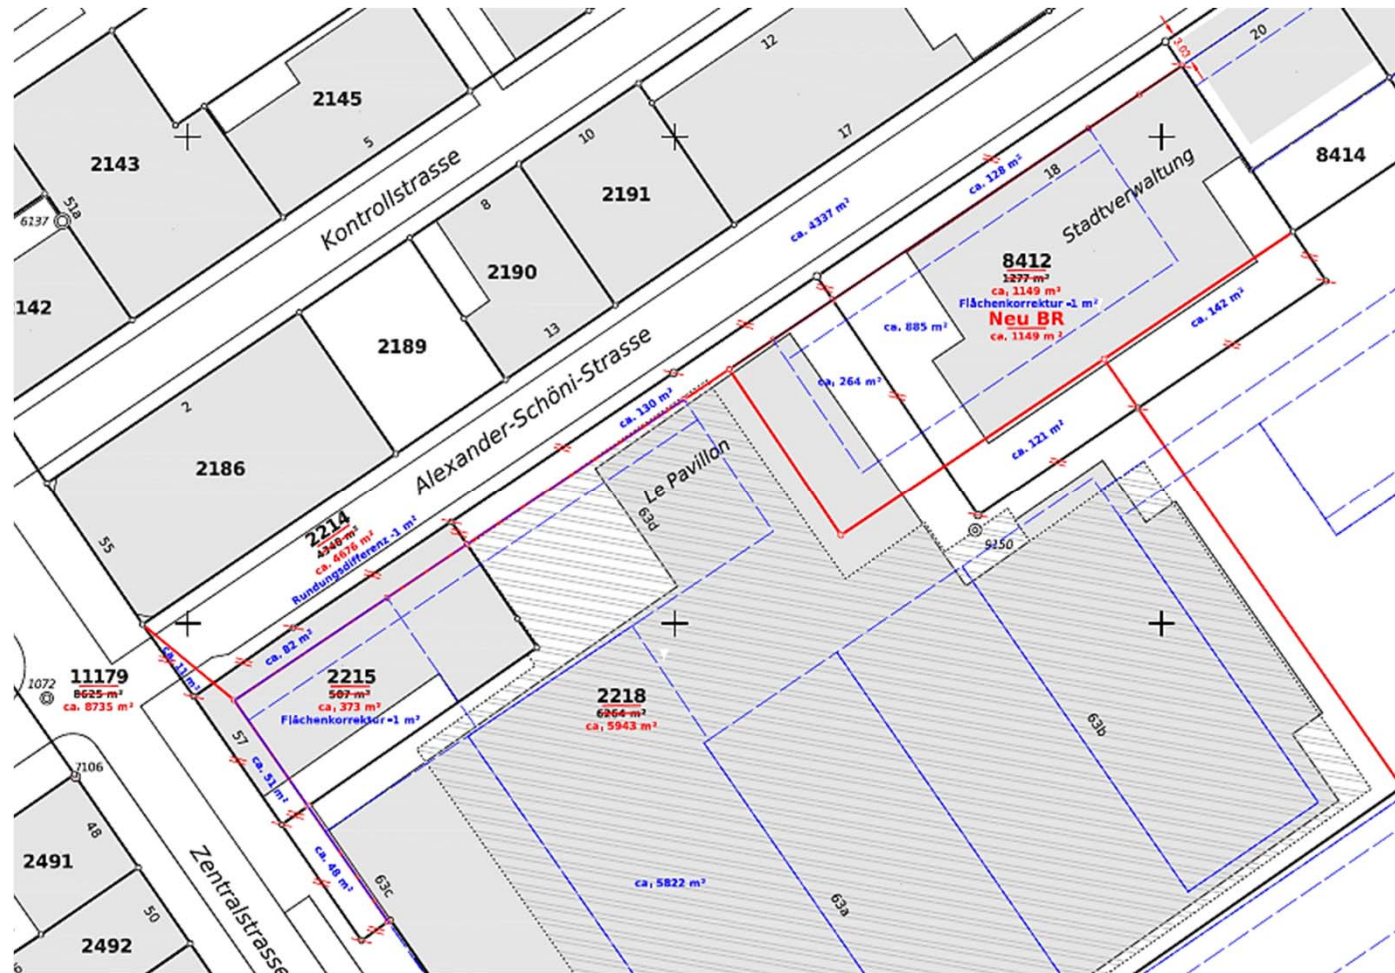 12
20
3.03
2145
10
17
5
2143
8414
51a
6137
Kontrollstrasse
8
2191
ca. 4337 m²
ca. 128 m²
18
Stadtverwaltung
2190
8412
1277 m²
ca, 1149 m²
Flächenkorrektur -1 m²
Neu BR
ca. 1149 m²
142
13
2189
ca. 885 m²
ca. 142 m²
2
Alexander-Schöni-Strasse
ca, 264 m²
ca. 130 m²
ca. 121 m²
2186
Le Pavillon
63d
55
2214
4340 m²
ca. 4676 m²
Rundungsdifferenz -1 m²
9150
ca. 82 m²
ca. 11 m²
11179
8625 m²
ca. 8735 m²
1072
2215
507 m²
ca, 373 m²
Flächenkorrektur -1 m²
2218
6264 m²
ca, 5943 m²
57
63b
ca. 51 m²
7106
48
2491
ca. 48 m²
63c
ca, 5822 m²
63a
Zentralstrasse
50
2492